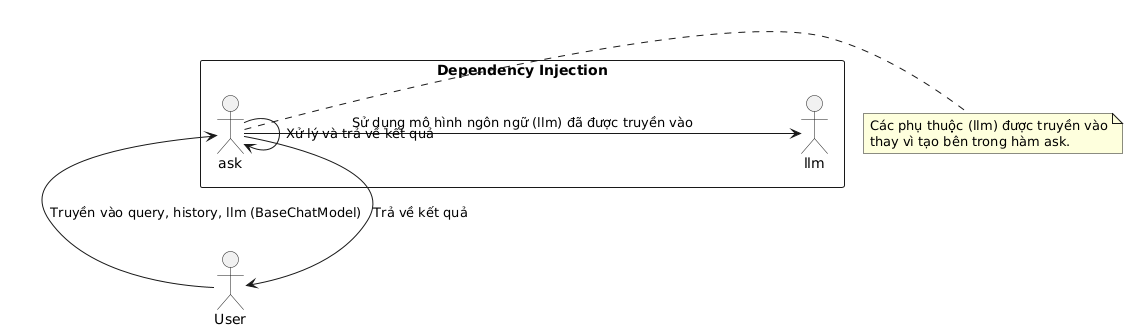 Dependency Injection
Sử dụng mô hình ngôn ngữ (llm) đã được truyền vào
Xử lý và trả về kết quả
ask
llm
Các phụ thuộc (llm) được truyền vào
thay vì tạo bên trong hàm ask.
Truyền vào query, history, llm (BaseChatModel)
Trả về kết quả
User